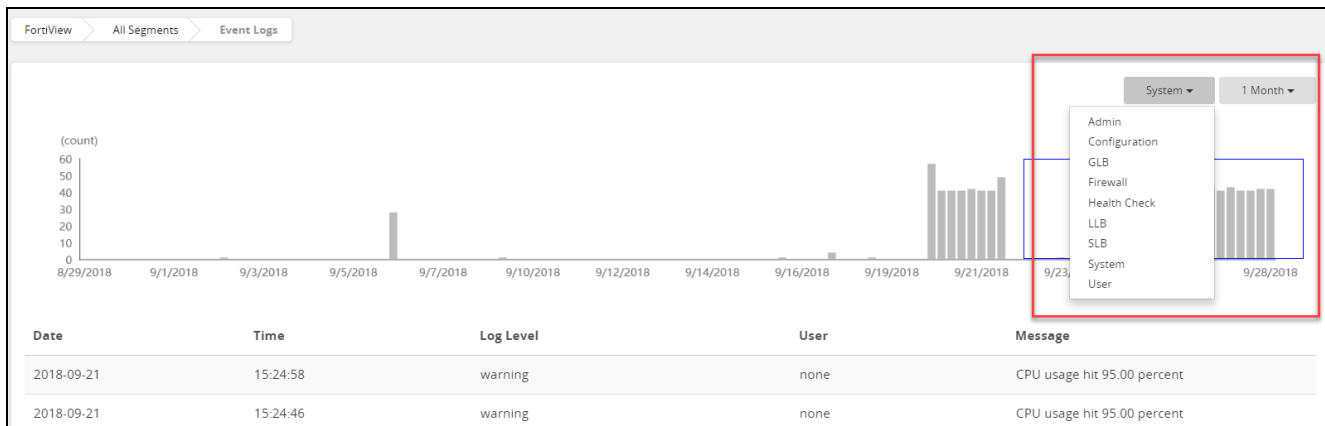 FortiView All Segments Event Logs
System 1 Month
Admin
Configuration
GLB
Firewall
Health Check
LLB
SLB
System
User
(count)
60
50
40
30
20
10
0
8/29/2018 9/1/2018 9/3/2018 9/5/2018 9/7/2018 9/10/2018 9/12/2018 9/14/2018 9/16/2018 9/19/2018 9/21/2018 9/23/ 9/28/2018
Date Time Log Level User Message
2018-09-21 15:24:58 warning none CPU usage hit 95.00 percent
2018-09-21 15:24:46 warning none CPU usage hit 95.00 percent